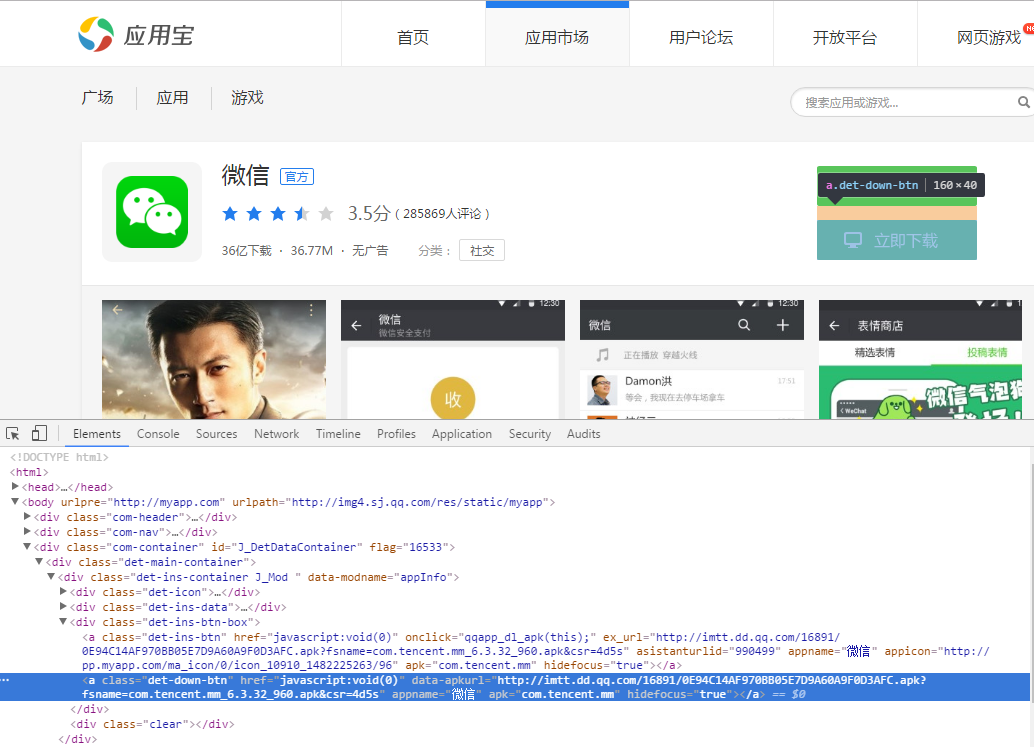 应用宝
首页
应用市场
用户论坛
开放平台
网页游戏
广场
应用
游戏
搜索应用或游戏...
微信 官方
3.5分 ( 285869人评论 )
36亿下载 · 36.77M · 无广告 分类： 社交
a.det-down-btn 160×40
立即下载
微信
微信安全支付
收
12:30
微信
正在播放 穿越火线
Damon洪
17:51
等会，我现在去停车场拿车
12:30
表情商店
精选表情
投稿表情
微信气泡狗
<WeChat
Elements Console Sources Network Timeline Profiles Application Security Audits
<!DOCTYPE html>
<html>
<head>…</head>
<body urlpre="http://myapp.com" urlpath="http://img4.sj.qq.com/res/static/myapp">
<div class="com-header">…</div>
<div class="com-nav">…</div>
<div class="com-container" id="J_DetDataContainer" flag="16533">
<div class="det-main-container">
<div class="det-ins-container J_Mod " data-modname="appInfo">
<div class="det-icon">…</div>
<div class="det-ins-data">…</div>
<div class="det-ins-btn-box">
<a class="det-ins-btn" href="javascript:void(0)" onclick="qqapp_dl_apk(this);" ex_url="http://imtt.dd.qq.com/16891/
0E94C14AF970BB05E7D9A60A9F0D3AFC.apk?fsname=com.tencent.mm_6.3.32_960.apk&csr=4d5s" asistanturlid="990499" appname="微信" appicon="http://
pp.myapp.com/ma_icon/0/icon_10910_1482225263/96" apk="com.tencent.mm" hidefocus="true"></a>
<a class="det-down-btn" href="javascript:void(0)" data-apkurl="http://imtt.dd.qq.com/16891/0E94C14AF970BB05E7D9A60A9F0D3AFC.apk?
fsname=com.tencent.mm_6.3.32_960.apk&csr=4d5s" appname="微信" apk="com.tencent.mm" hidefocus="true"></a> == $0
</div>
<div class="clear"></div>
</div>